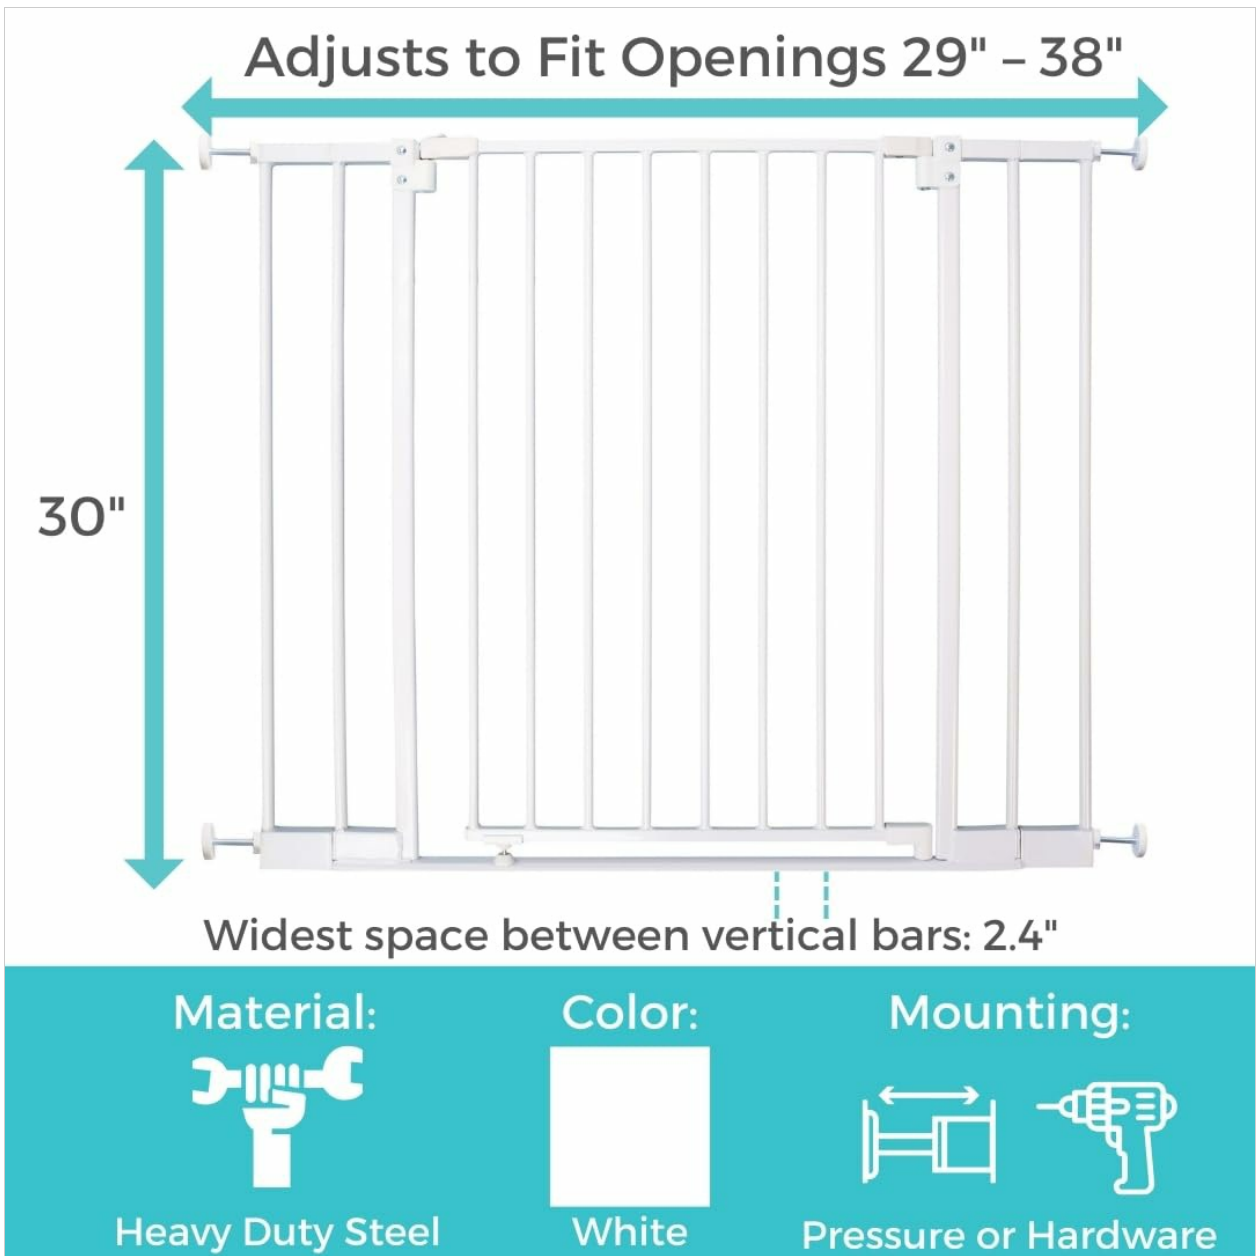 Adjusts to Fit Openings 29" – 38"
30"
Widest space between vertical bars: 2.4"
Material:
Color:
Mounting:
Heavy Duty Steel
White
Pressure or Hardware